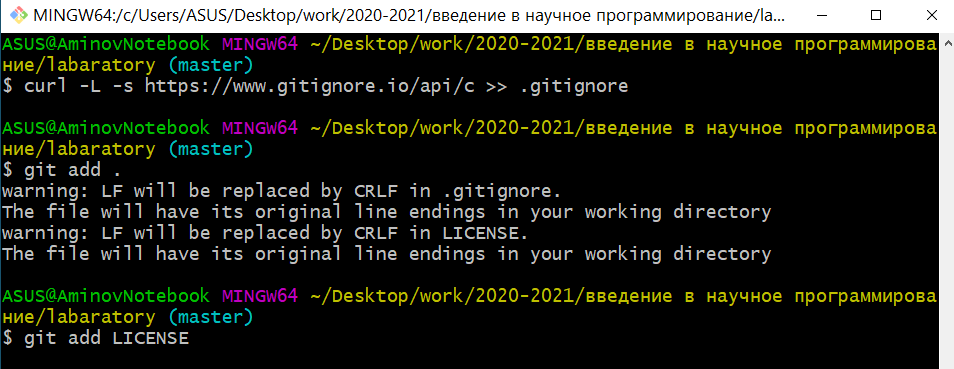 MINGW64:/c/Users/ASUS/Desktop/work/2020-2021/введение в научное программирование/la...
ASUS@AminovNotebook MINGW64 ~/Desktop/work/2020-2021/введение в научное программирова
ние/labaratory (master)
$ curl -L -s https://www.gitignore.io/api/c >> .gitignore
ASUS@AminovNotebook MINGW64 ~/Desktop/work/2020-2021/введение в научное программирова
ние/labaratory (master)
$ git add .
warning: LF will be replaced by CRLF in .gitignore.
The file will have its original line endings in your working directory
warning: LF will be replaced by CRLF in LICENSE.
The file will have its original line endings in your working directory
ASUS@AminovNotebook MINGW64 ~/Desktop/work/2020-2021/введение в научное программирова
ние/labaratory (master)
$ git add LICENSE